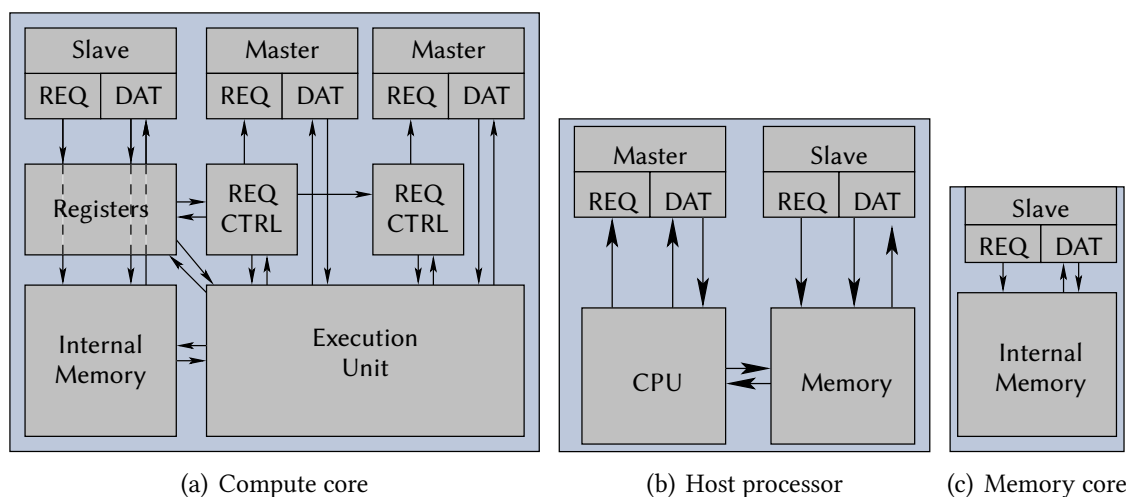 Slave
REQ DAT
Master
REQ DAT
Master
REQ DAT
Registers
REQ
CTRL
REQ
CTRL
Internal
Memory
Execution
Unit
(a) Compute core
Master
REQ DAT
Slave
REQ DAT
CPU
Memory
(b) Host processor
Slave
REQ DAT
Internal
Memory
(c) Memory core